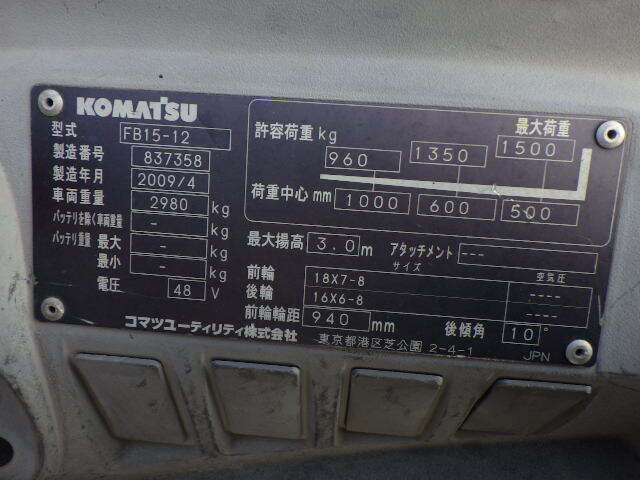 KOMATSU
型式 FB15-12
製造番号 837358
製造年月 2009/4
車両重量 2980 kg
バッテリを除く車両重量 - kg
バッテリ重量 最大 - kg
最小 - kg
電圧 48 V
許容荷重 kg
最大荷重
960 1350 1500
荷重中心 mm 1000 600 500
最大揚高 3.0 m アタッチメント ---
サイズ 空気圧
前輪 18X7-8 ----
後輪 16X6-8 ----
前輪輪距 940 mm 後傾角 10°
コマツユーティリティ株式会社 東京都港区芝公園 2-4-1 JPN